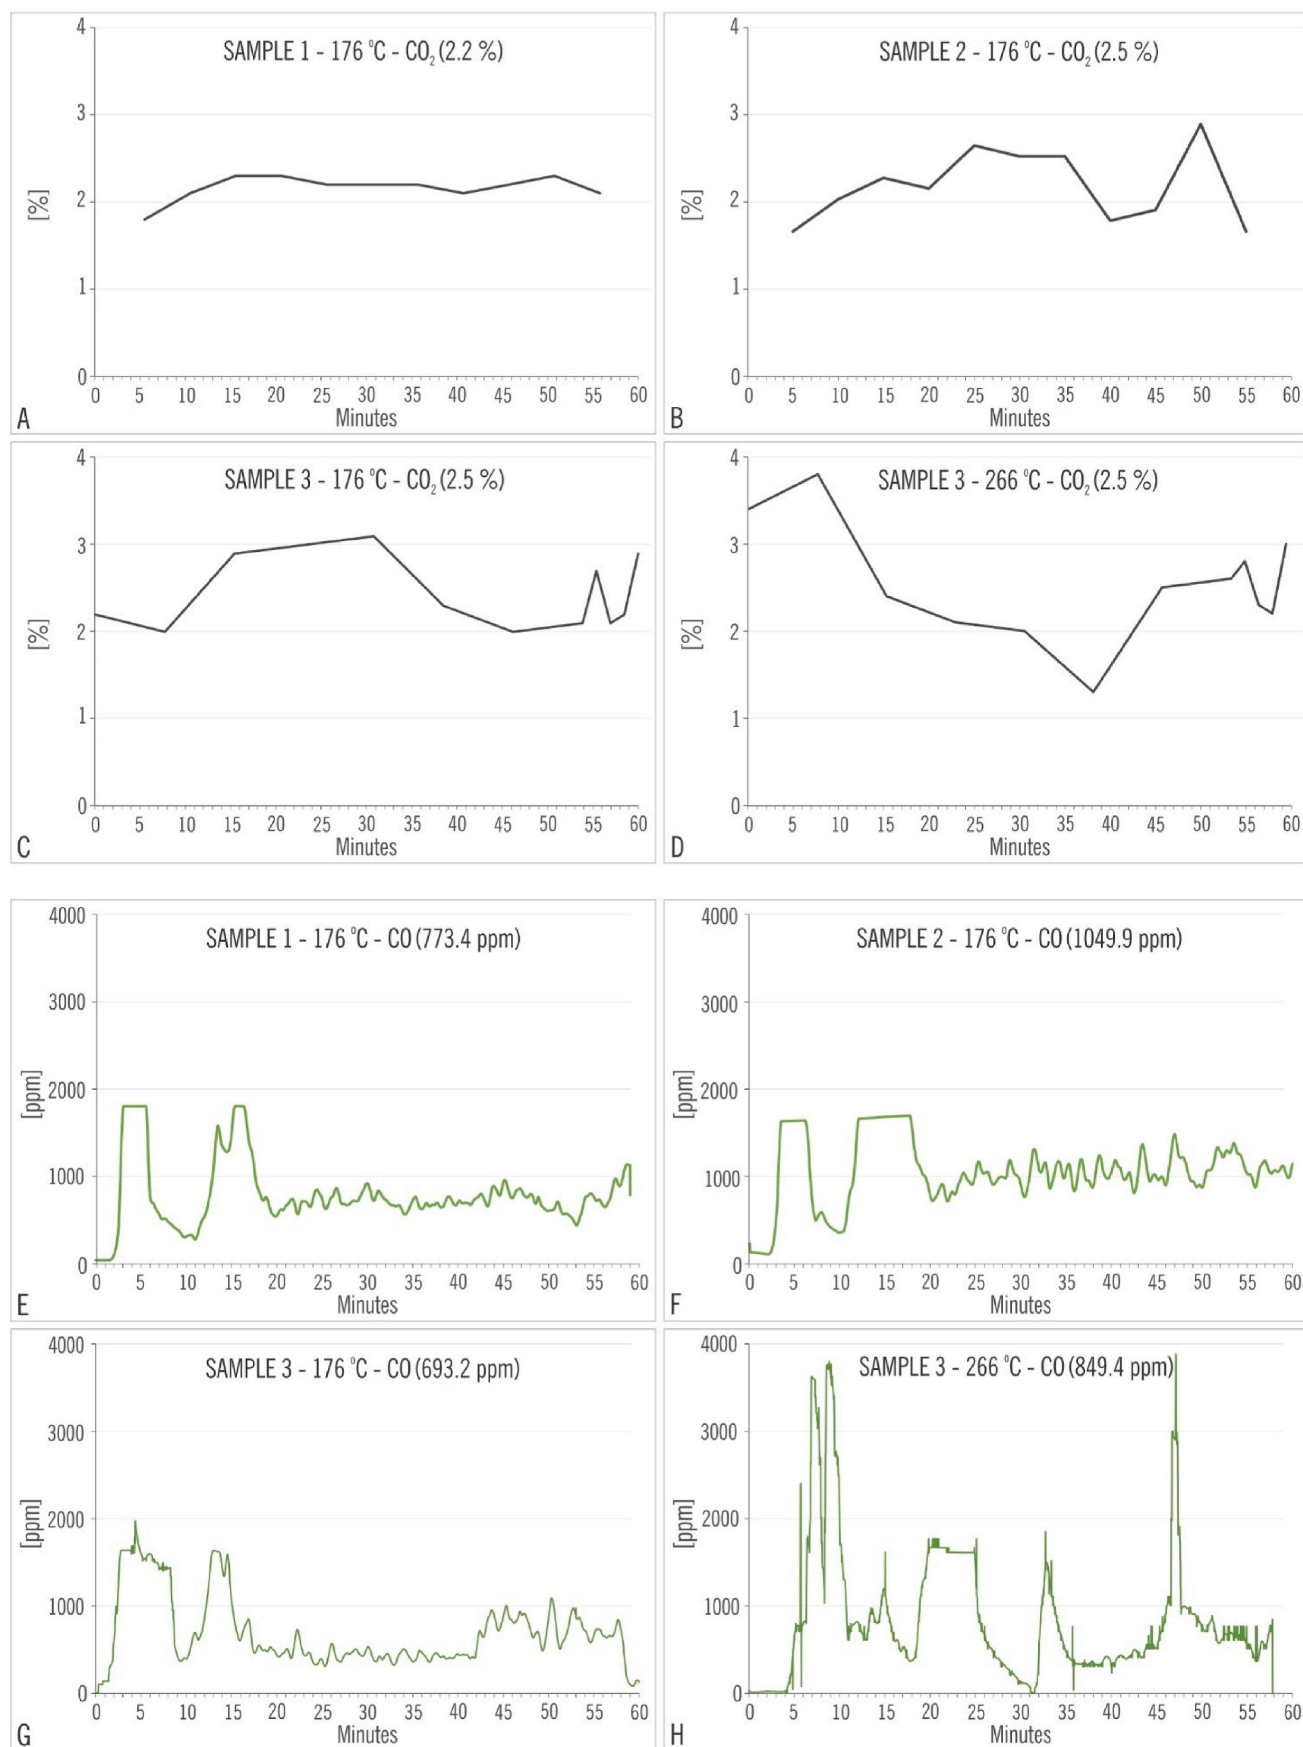 SAMPLE 1 - 176 °C - CO₂ (2.2 %)
4
3
2
1
0
[%]
0 5 10 15 20 25 30 35 40 45 50 55 60
Minutes
A
SAMPLE 2 - 176 °C - CO₂ (2.5 %)
4
3
2
1
0
[%]
0 5 10 15 20 25 30 35 40 45 50 55 60
Minutes
B
SAMPLE 3 - 176 °C - CO₂ (2.5 %)
4
3
2
1
0
[%]
0 5 10 15 20 25 30 35 40 45 50 55 60
Minutes
C
SAMPLE 3 - 266 °C - CO₂ (2.5 %)
4
3
2
1
0
[%]
0 5 10 15 20 25 30 35 40 45 50 55 60
Minutes
D
SAMPLE 1 - 176 °C - CO (773.4 ppm)
4000
3000
2000
1000
0
[ppm]
0 5 10 15 20 25 30 35 40 45 50 55 60
Minutes
E
SAMPLE 2 - 176 °C - CO (1049.9 ppm)
4000
3000
2000
1000
0
[ppm]
0 5 10 15 20 25 30 35 40 45 50 55 60
Minutes
F
SAMPLE 3 - 176 °C - CO (693.2 ppm)
4000
3000
2000
1000
0
[ppm]
0 5 10 15 20 25 30 35 40 45 50 55 60
Minutes
G
SAMPLE 3 - 266 °C - CO (849.4 ppm)
4000
3000
2000
1000
0
[ppm]
0 5 10 15 20 25 30 35 40 45 50 55 60
Minutes
H